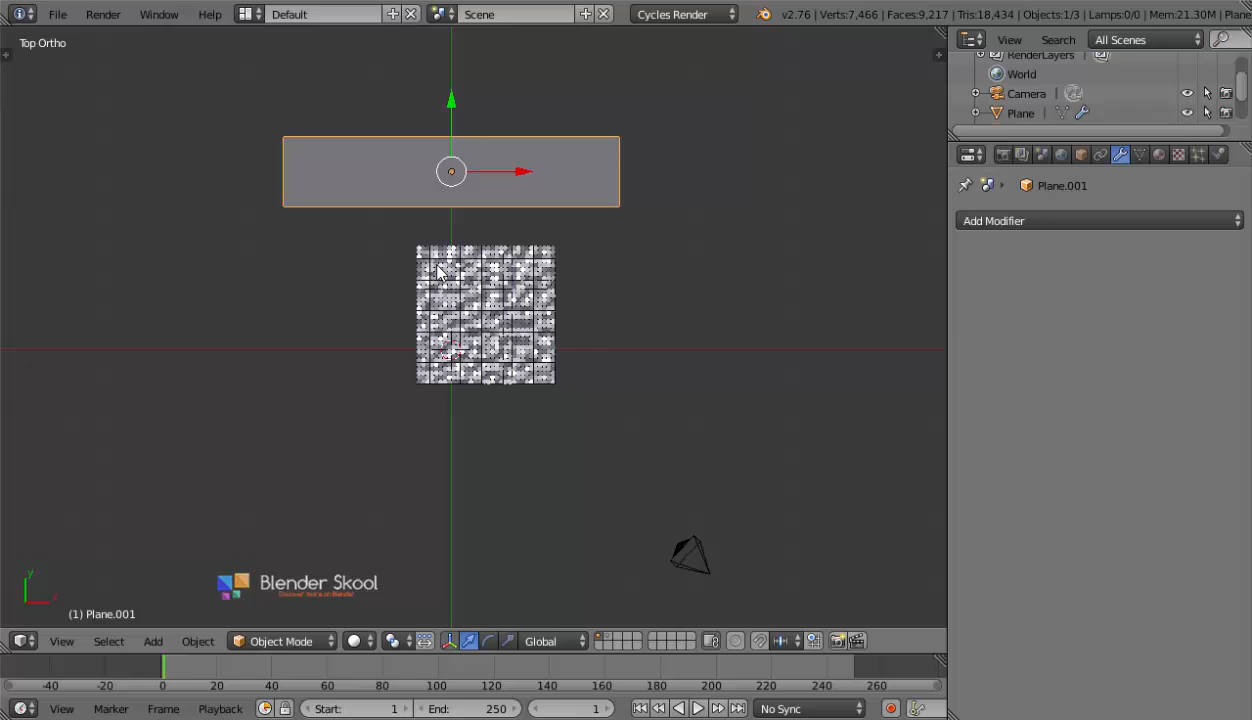 File Render Window Help Default Scene Cycles Render v2.76 | Verts:7,466 | Faces:9,217 | Tris:18,434 | Objects:1/3 | Lamps:0/0 | Mem:21.30M | Plane
Top Ortho
View Search All Scenes
RenderLayers
World
Camera
Plane
Plane.001
Add Modifier
y
x
Blender Skool
(1) Plane.001
View Select Add Object Object Mode Global
-40 -20 0 20 40 60 80 100 120 140 160 180 200 220 240 260
View Marker Frame Playback Start: 1 End: 250 1 No Sync